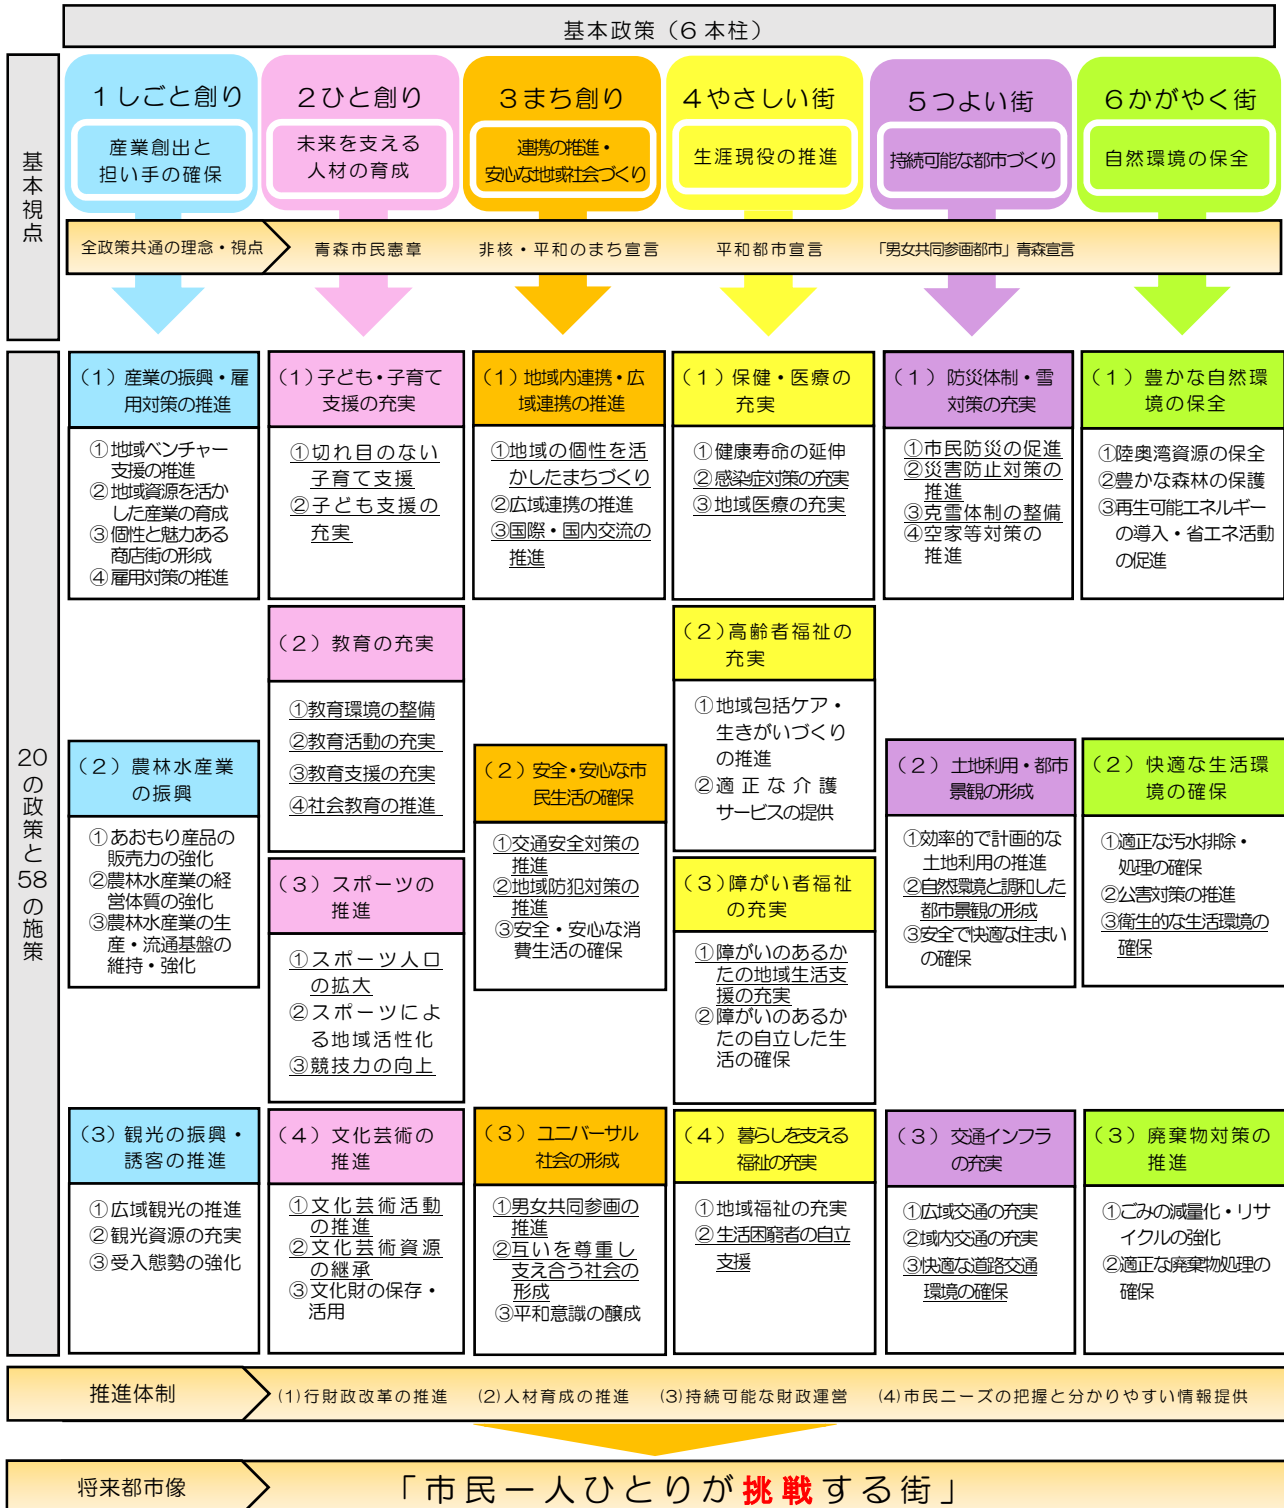 基本政策（６本柱）
基本視点
１しごと創り
産業創出と
担い手の確保
２ひと創り
未来を支える
人材の育成
３まち創り
連携の推進・
安心な地域社会づくり
４やさしい街
生涯現役の推進
５つよい街
持続可能な都市づくり
６かがやく街
自然環境の保全
全政策共通の理念・視点
青森市民憲章
非核・平和のまち宣言
平和都市宣言
「男女共同参画都市」青森宣言
20の政策と58の施策
（１）産業の振興・雇
用対策の推進
①地域ベンチャー
支援の推進
②地域資源を活か
した産業の育成
③個性と魅力ある
商店街の形成
④雇用対策の推進
（２）農林水産業
の振興
①あおもり産品の
販売力の強化
②農林水産業の経
営体質の強化
③農林水産業の生
産・流通基盤の
維持・強化
（３）観光の振興・
誘客の推進
①広域観光の推進
②観光資源の充実
③受入態勢の強化
（１）子ども・子育て
支援の充実
①切れ目のない
子育て支援
②子ども支援の
充実
（２）教育の充実
①教育環境の整備
②教育活動の充実
③教育支援の充実
④社会教育の推進
（３）スポーツの
推進
①スポーツ人口
の拡大
②スポーツによ
る地域活性化
③競技力の向上
（４）文化芸術の
推進
①文化芸術活動
の推進
②文化芸術資源
の継承
③文化財の保存・
活用
（１）地域内連携・広
域連携の推進
①地域の個性を活
かしたまちづくり
②広域連携の推進
③国際・国内交流の
推進
（２）安全・安心な市
民生活の確保
①交通安全対策の
推進
②地域防犯対策の
推進
③安全・安心な消
費生活の確保
（３）ユニバーサル
社会の形成
①男女共同参画の
推進
②互いを尊重し
支え合う社会の
形成
③平和意識の醸成
（１）保健・医療の
充実
①健康寿命の延伸
②感染症対策の充実
③地域医療の充実
（２）高齢者福祉の
充実
①地域包括ケア・
生きがいづくり
の推進
②適正な介護
サービスの提供
（３）障がい者福祉
の充実
①障がいのあるか
たの地域生活支
援の充実
②障がいのあるか
たの自立した生
活の確保
（４）暮らしを支える
福祉の充実
①地域福祉の充実
②生活困窮者の自立
支援
（１）防災体制・雪
対策の充実
①市民防災の促進
②災害防止対策の
推進
③克雪体制の整備
④空家等対策の
推進
（２）土地利用・都市
景観の形成
①効率的で計画的な
土地利用の推進
②自然環境と調和した
都市景観の形成
③安全で快適な住まい
の確保
（３）交通インフラ
の充実
①広域交通の充実
②域内交通の充実
③快適な道路交通
環境の確保
（１）豊かな自然環
境の保全
①陸奥湾資源の保全
②豊かな森林の保護
③再生可能エネルギー
の導入・省エネ活動
の促進
（２）快適な生活環
境の確保
①適正な汚水排除・
処理の確保
②公害対策の推進
③衛生的な生活環境の
確保
（３）廃棄物対策の
推進
①ごみの減量化・リサ
イクルの強化
②適正な廃棄物処理の
確保
推進体制
(1)行財政改革の推進　(2)人材育成の推進　(3)持続可能な財政運営　(4)市民ニーズの把握と分かりやすい情報提供
将来都市像
「市民一人ひとりが挑戦する街」